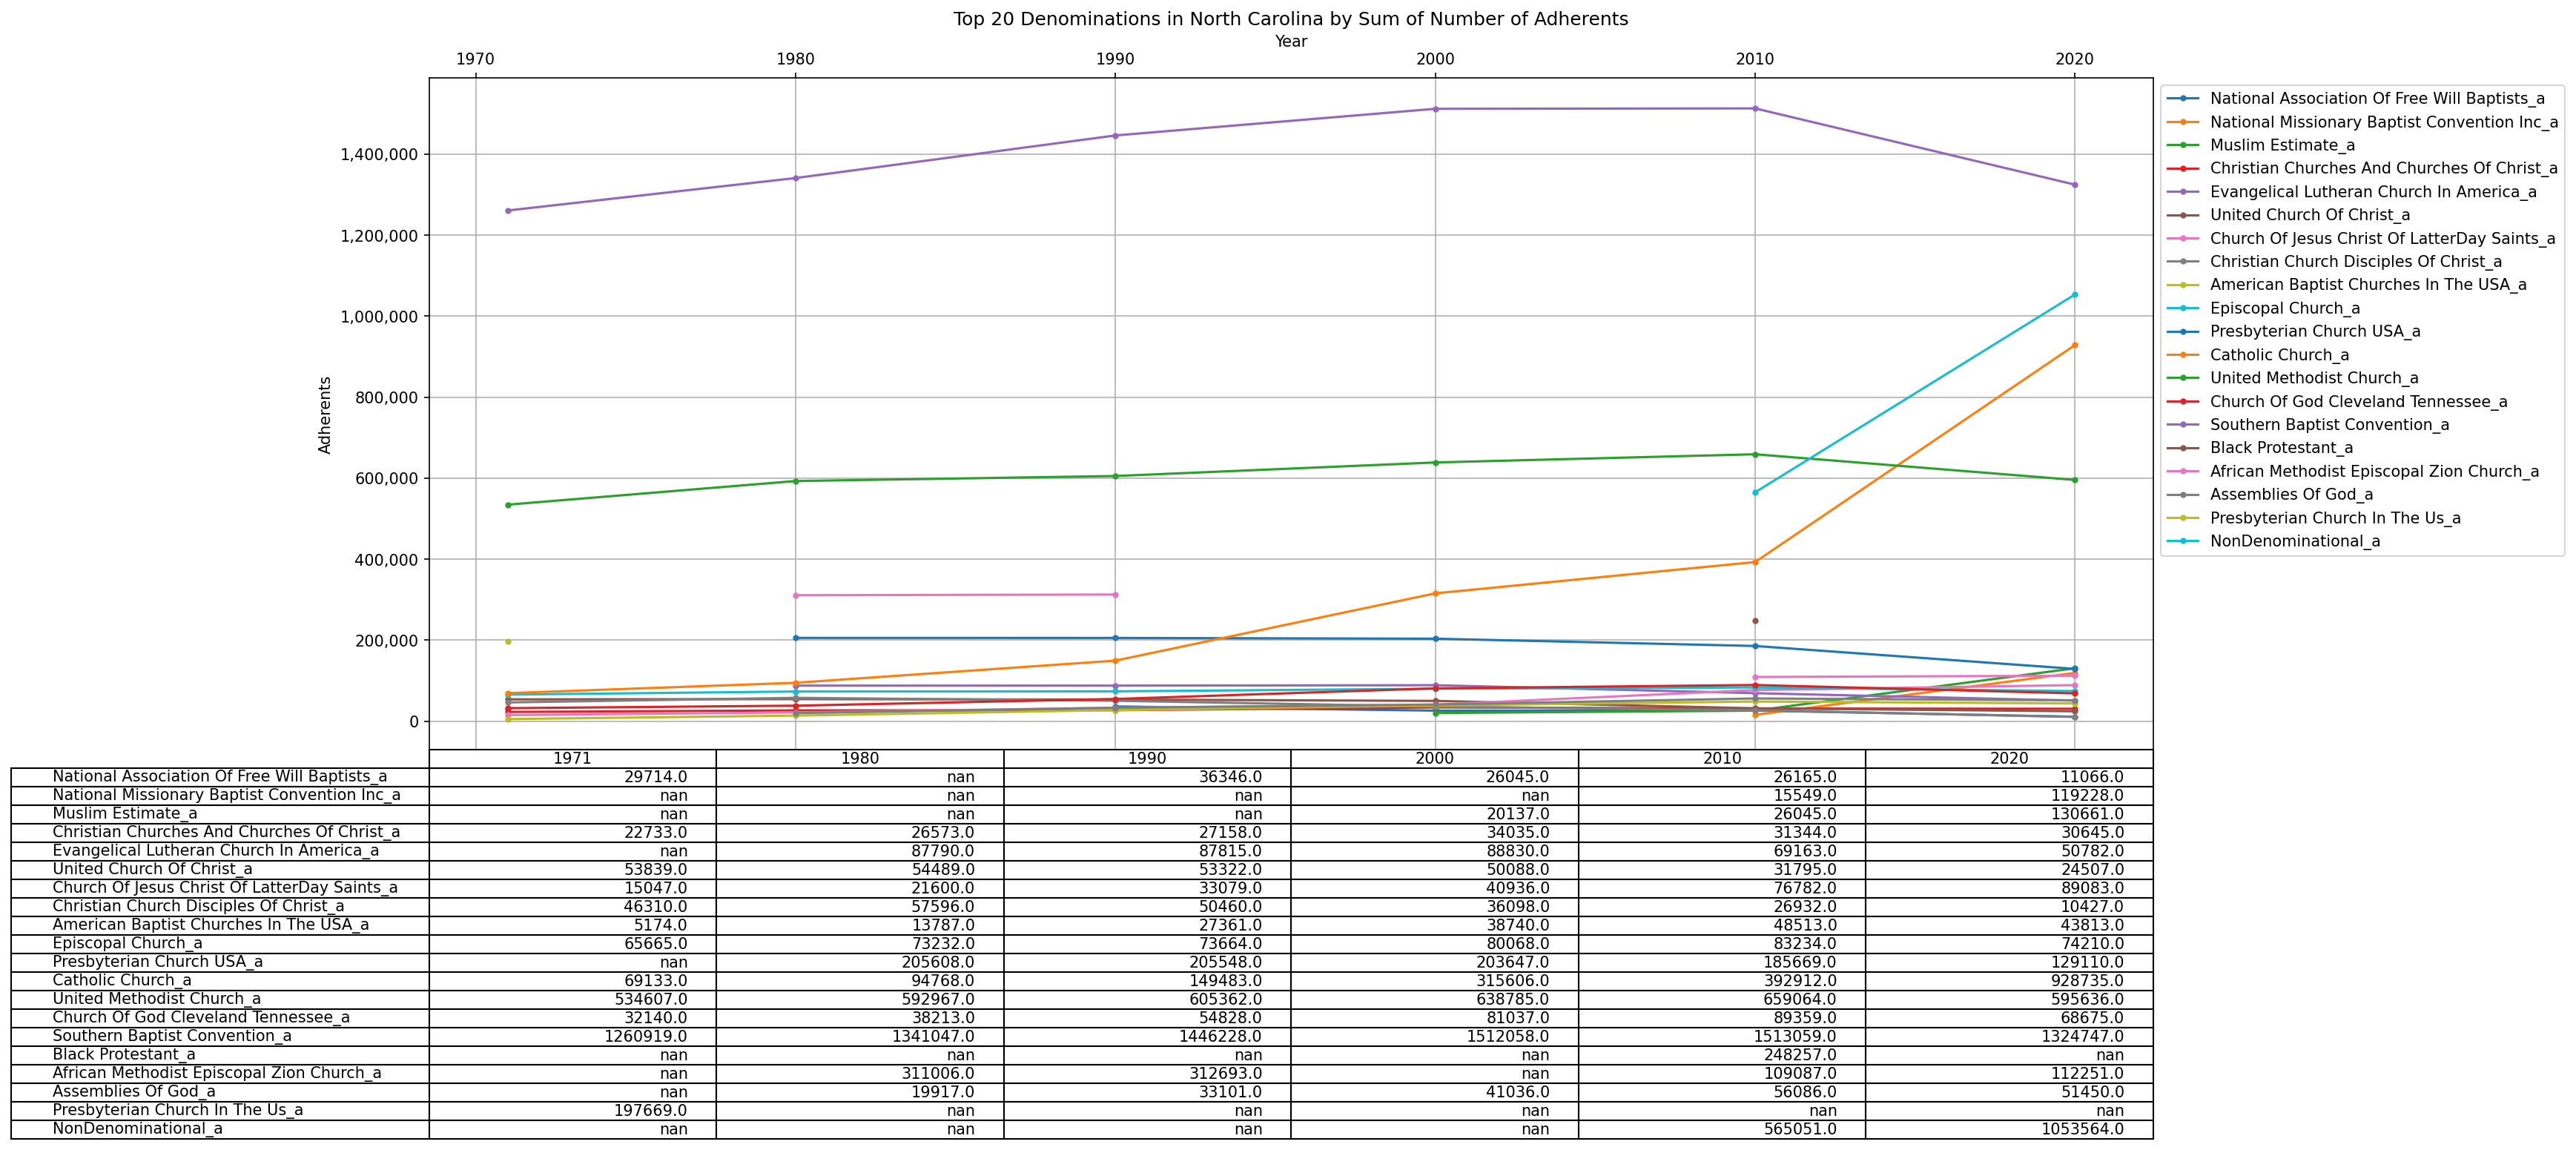 Top 20 Denominations in North Carolina by Sum of Number of Adherents
Year
1970 1980 1990 2000 2010 2020
Adherents
1,400,000
1,200,000
1,000,000
800,000
600,000
400,000
200,000
0
National Association Of Free Will Baptists_a
National Missionary Baptist Convention Inc_a
Muslim Estimate_a
Christian Churches And Churches Of Christ_a
Evangelical Lutheran Church In America_a
United Church Of Christ_a
Church Of Jesus Christ Of LatterDay Saints_a
Christian Church Disciples Of Christ_a
American Baptist Churches In The USA_a
Episcopal Church_a
Presbyterian Church USA_a
Catholic Church_a
United Methodist Church_a
Church Of God Cleveland Tennessee_a
Southern Baptist Convention_a
Black Protestant_a
African Methodist Episcopal Zion Church_a
Assemblies Of God_a
Presbyterian Church In The Us_a
NonDenominational_a
1971 1980 1990 2000 2010 2020
National Association Of Free Will Baptists_a 29714.0 nan 36346.0 26045.0 26165.0 11066.0
National Missionary Baptist Convention Inc_a nan nan nan nan 15549.0 119228.0
Muslim Estimate_a nan nan nan 20137.0 26045.0 130661.0
Christian Churches And Churches Of Christ_a 22733.0 26573.0 27158.0 34035.0 31344.0 30645.0
Evangelical Lutheran Church In America_a nan 87790.0 87815.0 88830.0 69163.0 50782.0
United Church Of Christ_a 53839.0 54489.0 53322.0 50088.0 31795.0 24507.0
Church Of Jesus Christ Of LatterDay Saints_a 15047.0 21600.0 33079.0 40936.0 76782.0 89083.0
Christian Church Disciples Of Christ_a 46310.0 57596.0 50460.0 36098.0 26932.0 10427.0
American Baptist Churches In The USA_a 5174.0 13787.0 27361.0 38740.0 48513.0 43813.0
Episcopal Church_a 65665.0 73232.0 73664.0 80068.0 83234.0 74210.0
Presbyterian Church USA_a nan 205608.0 205548.0 203647.0 185669.0 129110.0
Catholic Church_a 69133.0 94768.0 149483.0 315606.0 392912.0 928735.0
United Methodist Church_a 534607.0 592967.0 605362.0 638785.0 659064.0 595636.0
Church Of God Cleveland Tennessee_a 32140.0 38213.0 54828.0 81037.0 89359.0 68675.0
Southern Baptist Convention_a 1260919.0 1341047.0 1446228.0 1512058.0 1513059.0 1324747.0
Black Protestant_a nan nan nan nan 248257.0 nan
African Methodist Episcopal Zion Church_a nan 311006.0 312693.0 nan 109087.0 112251.0
Assemblies Of God_a nan 19917.0 33101.0 41036.0 56086.0 51450.0
Presbyterian Church In The Us_a 197669.0 nan nan nan nan nan
NonDenominational_a nan nan nan nan 565051.0 1053564.0